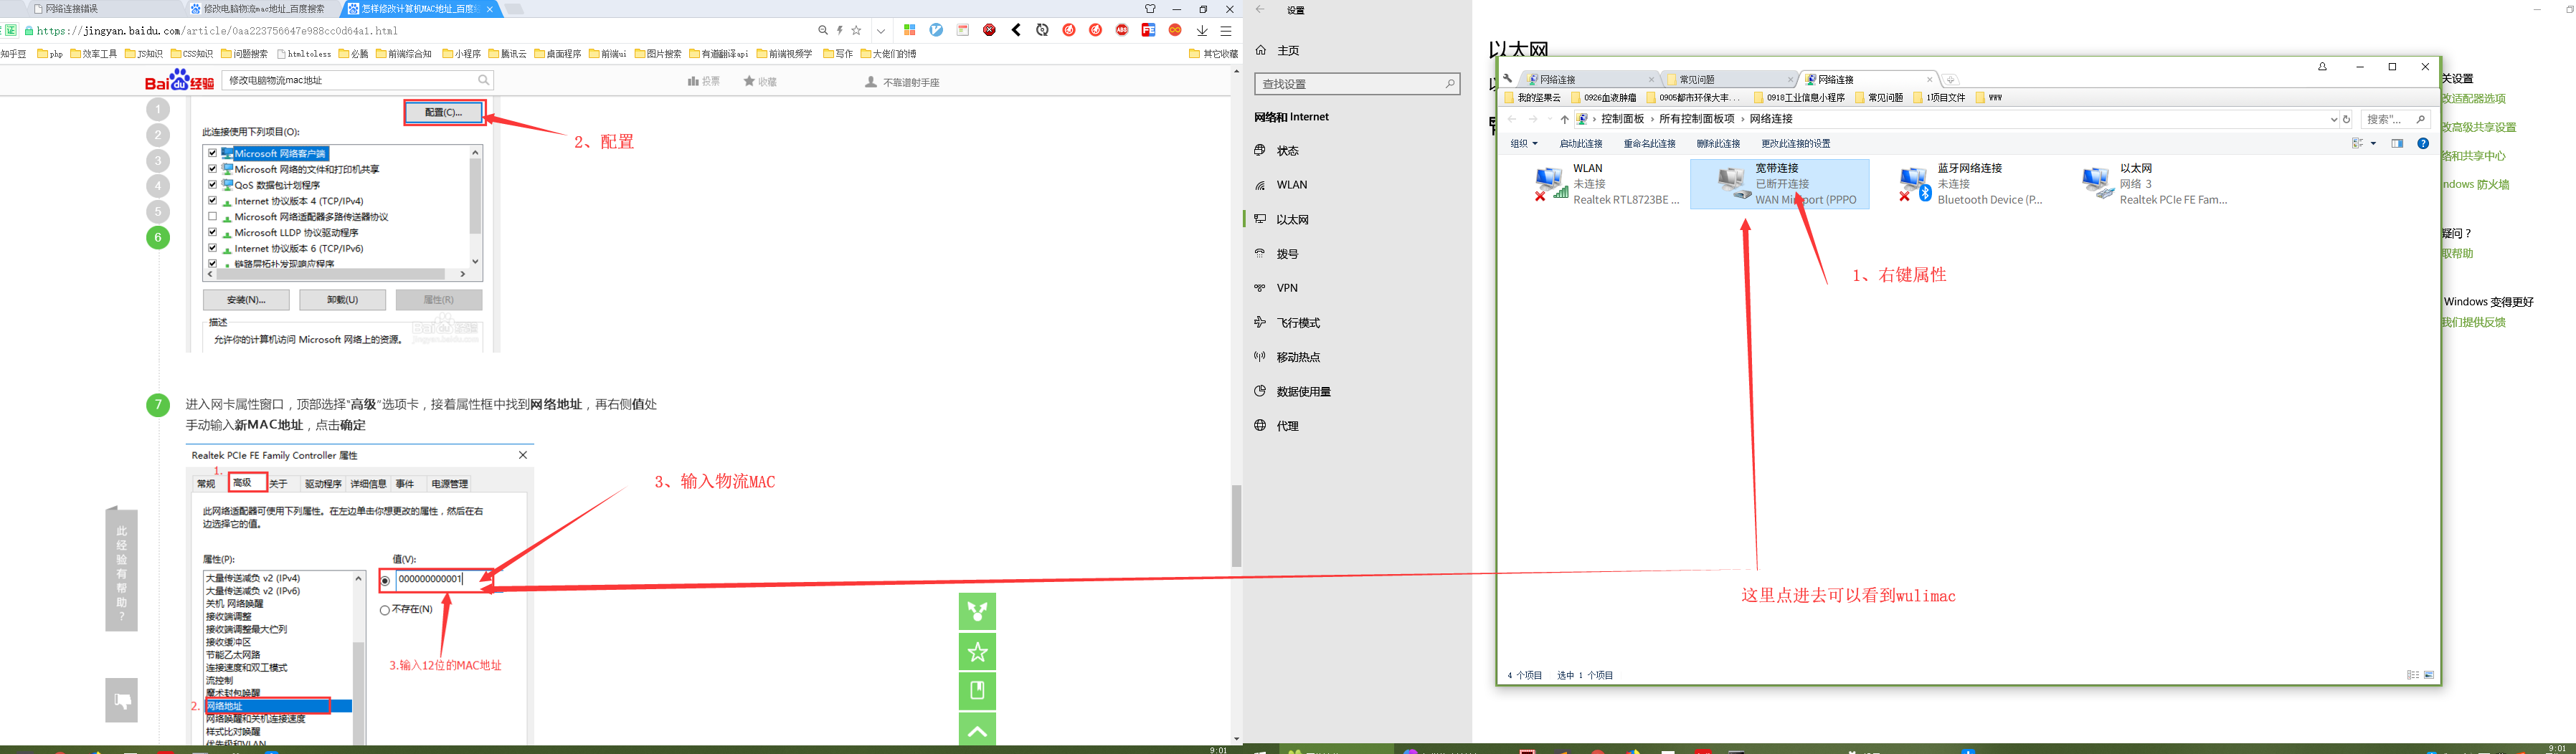 网络连接错误
修改电脑物流mac地址_百度搜索
怎样修改计算机MAC地址_百度
https://jingyan.baidu.com/article/0aa223756647e988cc0d64a1.html
知乎豆
php
效率工具
JS知识
CSS知识
问题搜索
htmltoless
必腾
前端综合知
小程序
腾讯云
桌面程序
前端ui
图片搜索
有道翻译api
前端视频学
写作
大佬们的博
其它收藏
Bai 经验
修改电脑物流mac地址
投票
收藏
不靠谱射手座
1
2
3
4
5
6
配置(C)...
2、配置
此连接使用下列项目(O):
Microsoft 网络客户端
Microsoft 网络的文件和打印机共享
QoS 数据包计划程序
Internet 协议版本 4 (TCP/IPv4)
Microsoft 网络适配器多路传送器协议
Microsoft LLDP 协议驱动程序
Internet 协议版本 6 (TCP/IPv6)
链路层拓扑发现响应程序
安装(N)...
卸载(U)
属性(R)
描述
允许你的计算机访问 Microsoft 网络上的资源。
7
进入网卡属性窗口，顶部选择"高级"选项卡，接着属性框中找到网络地址，再右侧值处
手动输入新MAC地址，点击确定
Realtek PCIe FE Family Controller 属性
1.
常规
高级
关于
驱动程序
详细信息
事件
电源管理
3、输入物流MAC
此网络适配器可使用下列属性。在左边单击你想更改的属性，然后在右
边选择它的值。
属性(P):
值(V):
大量传送减负 v2 (IPv4)
大量传送减负 v2 (IPv6)
关机 网络唤醒
接收端调整
接收端调整最大伫列
接收缓冲区
节能乙太网路
连接速度和双工模式
流控制
魔术封包唤醒
2.
网络地址
网络唤醒和关机连接速度
样式比对唤醒
优先级和VLAN
000000000001
不存在(N)
3.输入12位的MAC地址
此经验有帮助？
9:01
设置
主页
查找设置
网络和 Internet
状态
WLAN
以太网
拨号
VPN
飞行模式
移动热点
数据使用量
代理
以太网
网络连接
常见问题
网络连接
我的坚果云
0926血液肿瘤
0905都市环保大丰...
0918工业信息小程序
常见问题
1项目文件
WWW
控制面板 › 所有控制面板项 › 网络连接
搜索"...
组织
启动此连接
重命名此连接
删除此连接
更改此连接的设置
WLAN
未连接
Realtek RTL8723BE ...
宽带连接
已断开连接
WAN Miniport (PPPO
蓝牙网络连接
未连接
Bluetooth Device (P...
以太网
网络 3
Realtek PCIe FE Fam...
1、右键属性
这里点进去可以看到wulimac
4 个项目
选中 1 个项目
关设置
改适配器选项
改高级共享设置
络和共享中心
ndows 防火墙
疑问？
取帮助
Windows 变得更好
我们提供反馈
9:01